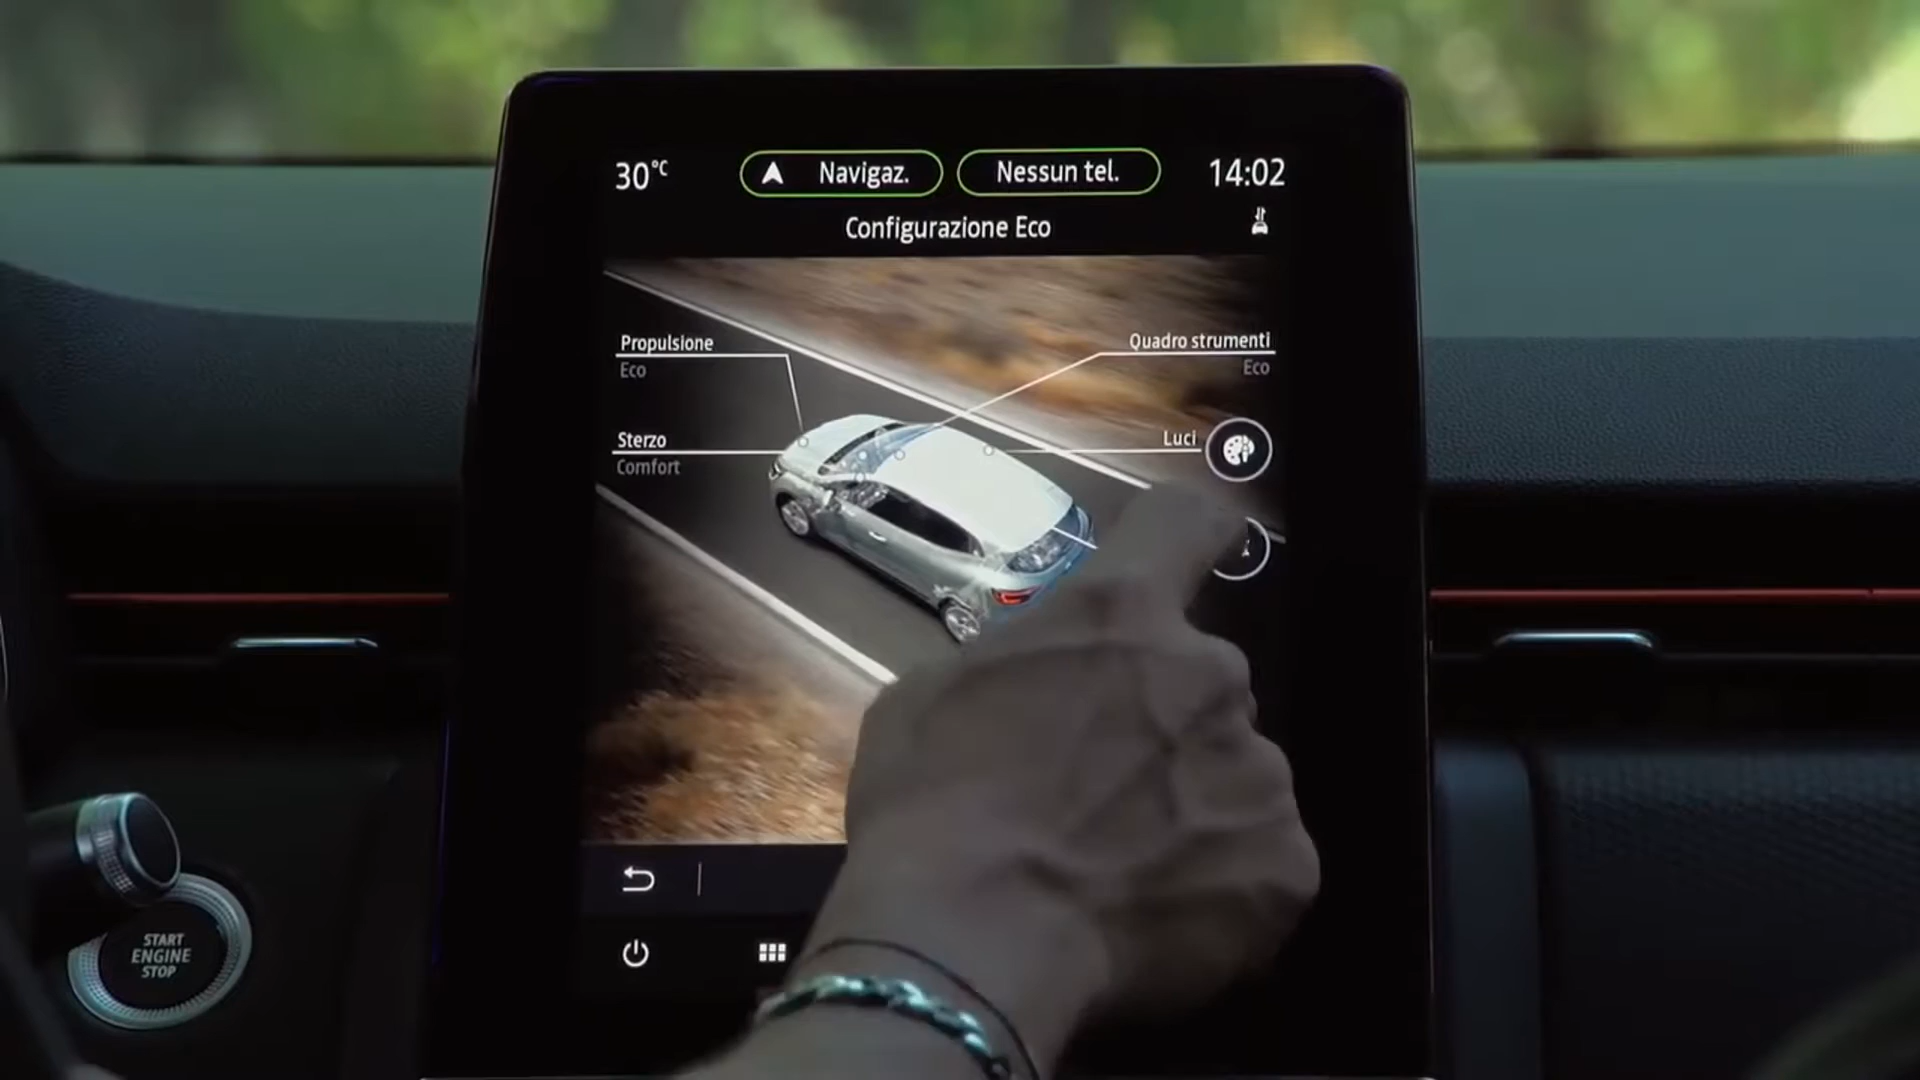 30°C
Navigaz.
Nessun tel.
14:02
Configurazione Eco
Propulsione
Eco
Quadro strumenti
Eco
Sterzo
Comfort
Luci
START
ENGINE
STOP